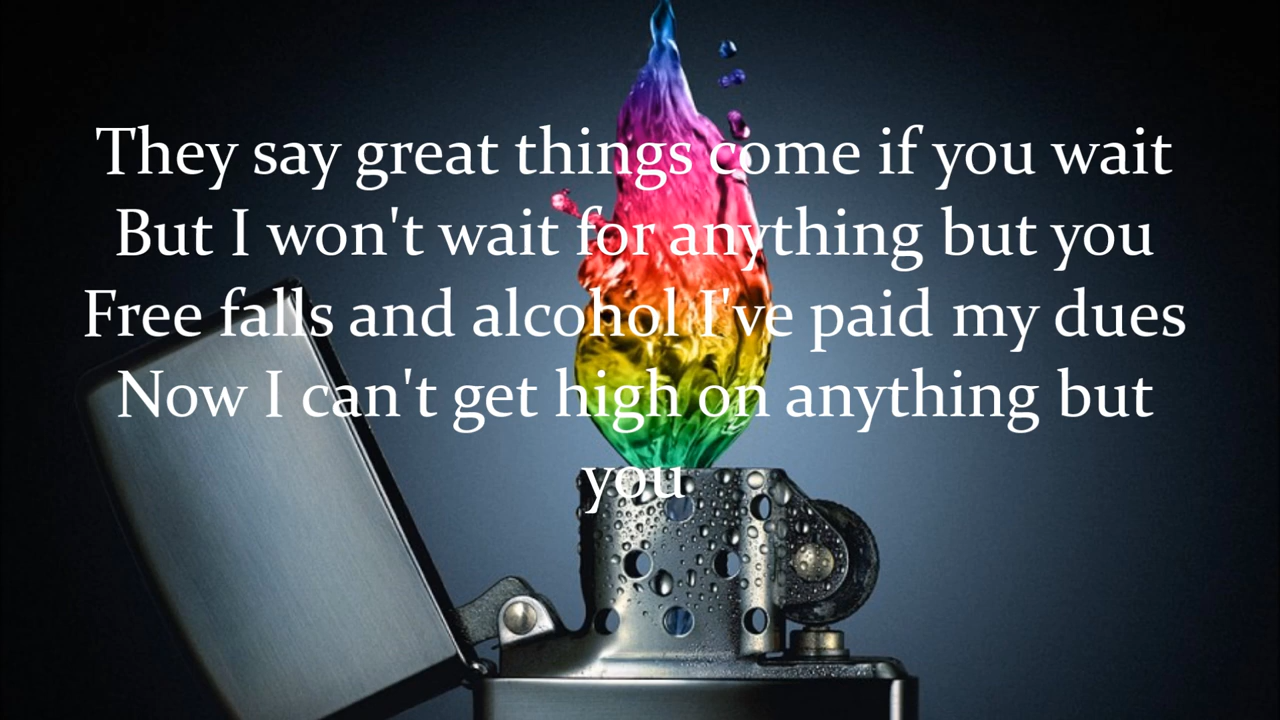 They say great things come if you wait
But I won't wait for anything but you
Free falls and alcohol I've paid my dues
Now I can't get high on anything but
you